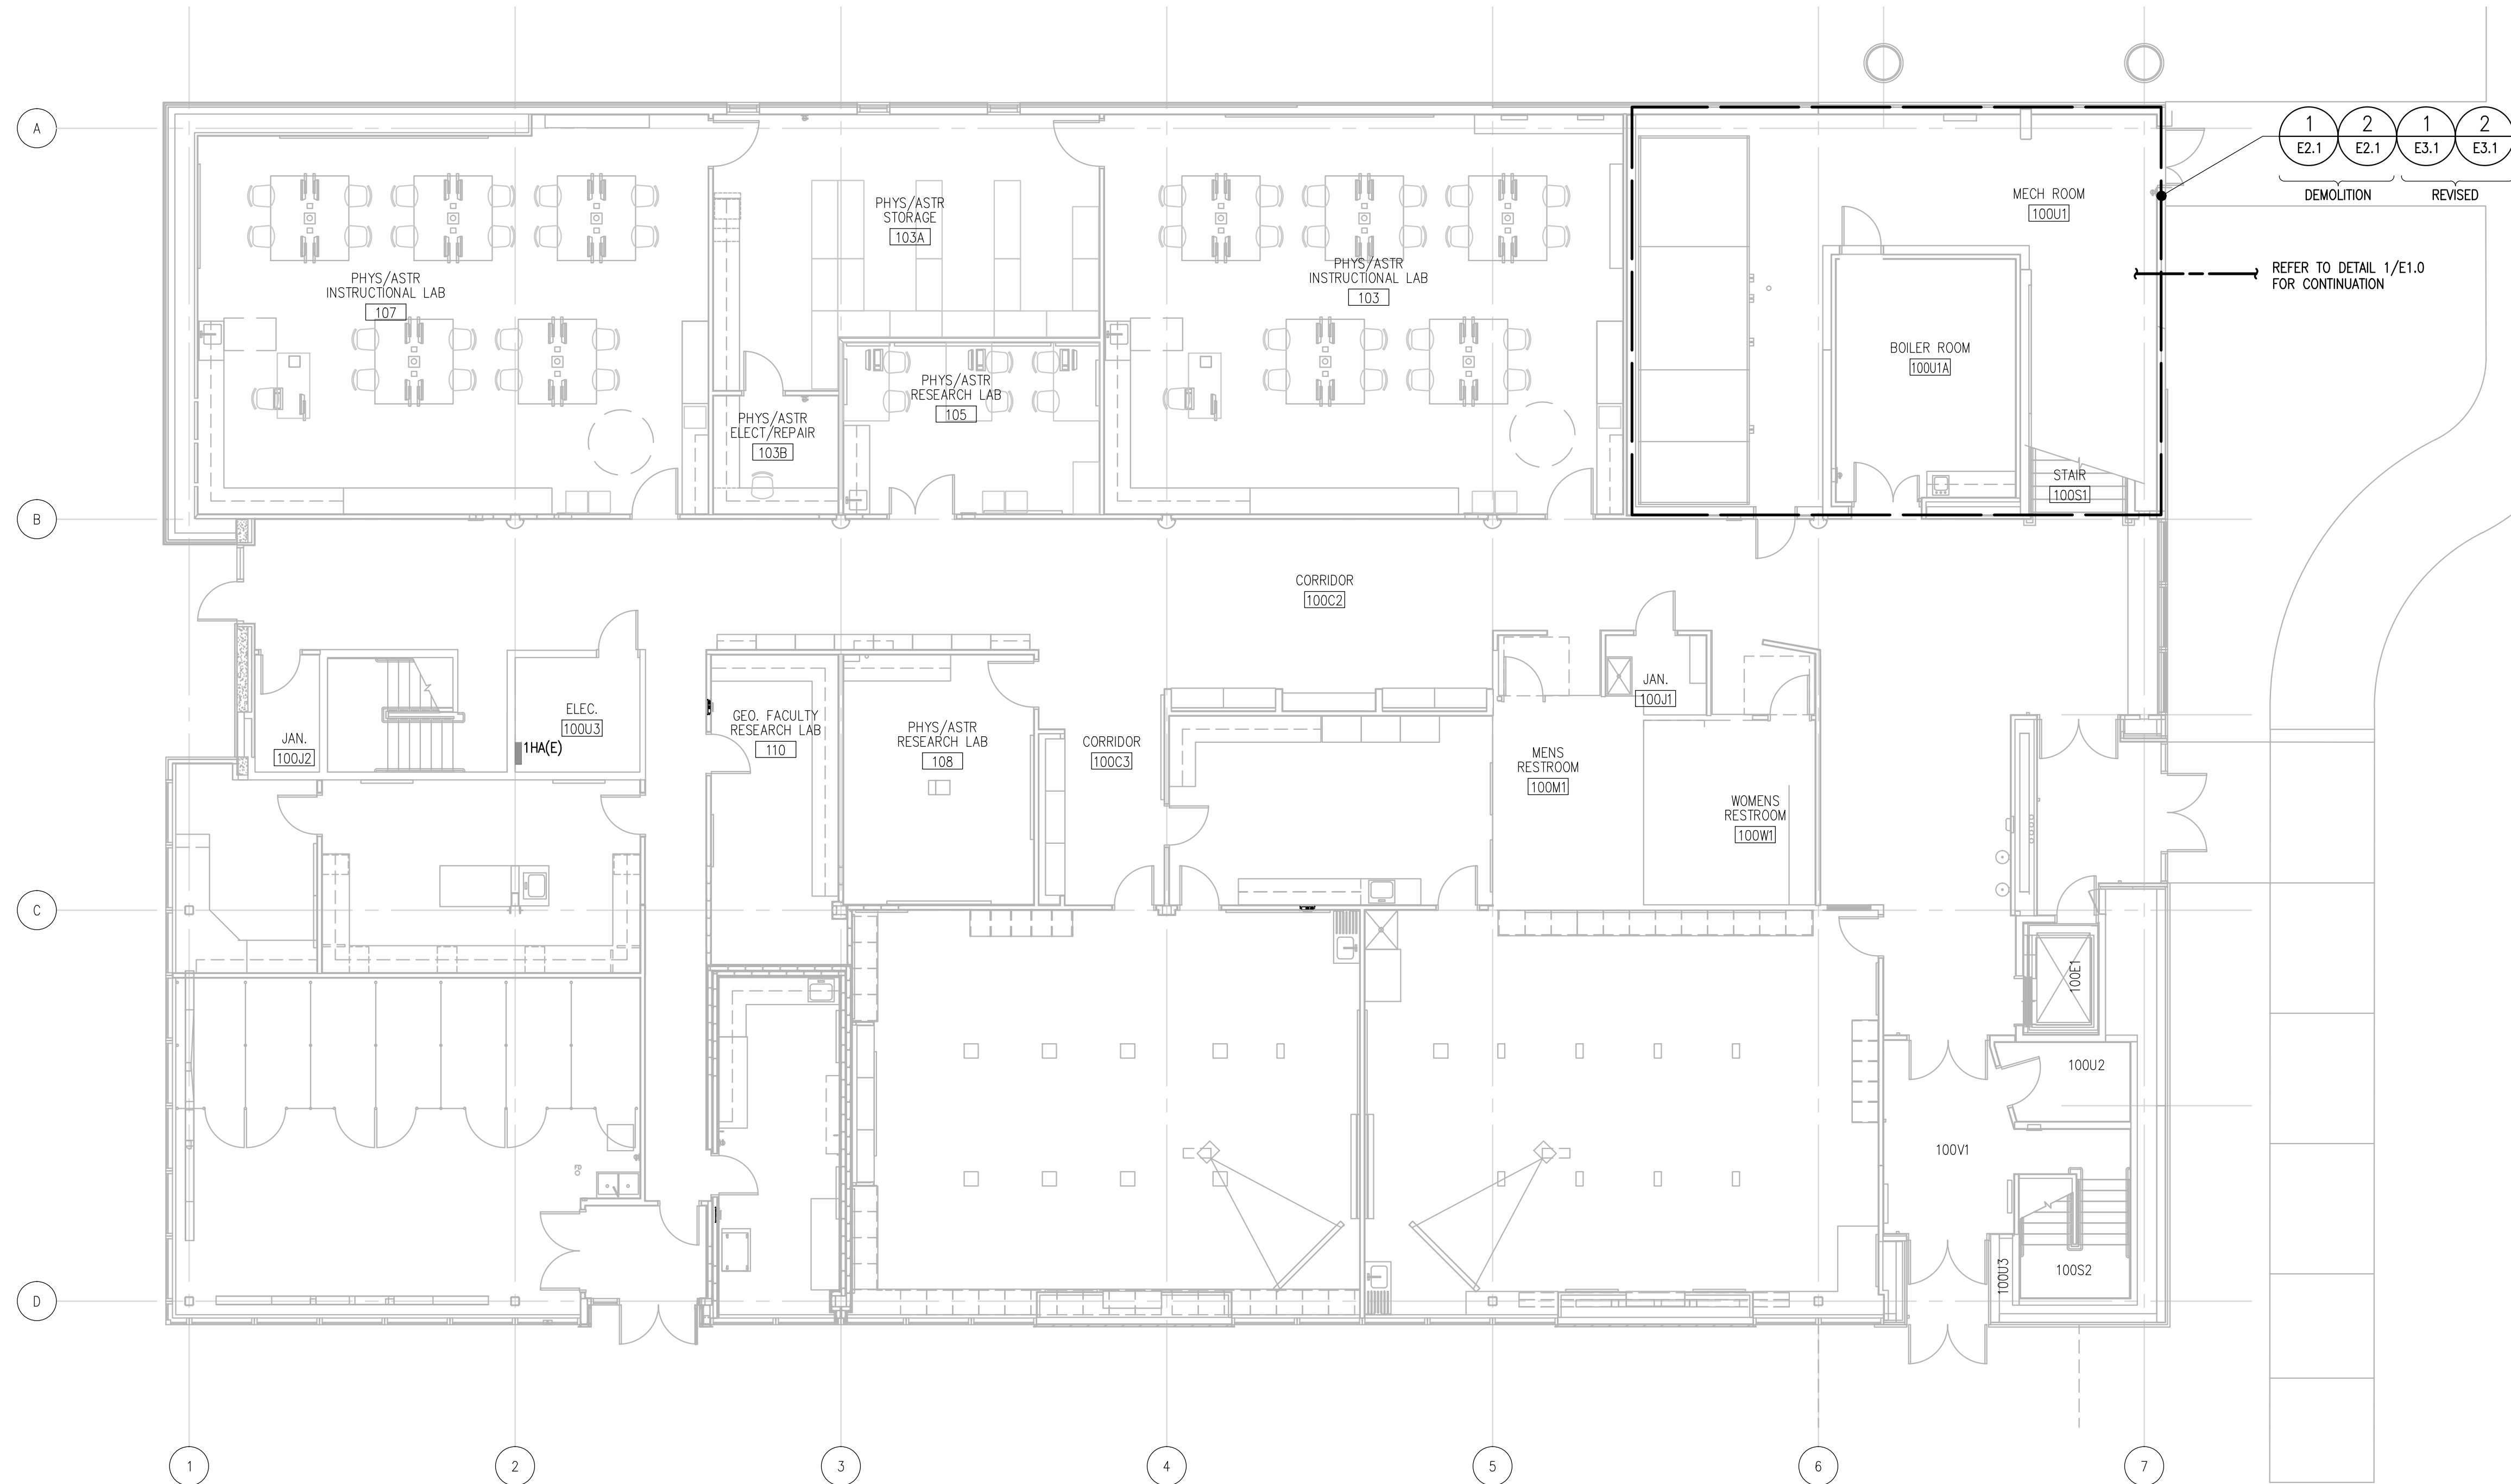 A
1
E2.1
2
E2.1
1
E3.1
2
E3.1
DEMOLITION
REVISED
MECH ROOM
100U1
PHYS/ASTR
STORAGE
103A
PHYS/ASTR
INSTRUCTIONAL LAB
107
PHYS/ASTR
INSTRUCTIONAL LAB
103
REFER TO DETAIL 1/E1.0
FOR CONTINUATION
BOILER ROOM
100U1A
PHYS/ASTR
RESEARCH LAB
105
PHYS/ASTR
ELECT/REPAIR
103B
STAIR
100S1
B
CORRIDOR
100C2
JAN.
100J1
ELEC.
100U3
1HA(E)
JAN.
100J2
GEO. FACULTY
RESEARCH LAB
110
PHYS/ASTR
RESEARCH LAB
108
CORRIDOR
100C3
MENS
RESTROOM
100M1
WOMENS
RESTROOM
100W1
C
100E1
100U2
100V1
FD
100U3
100S2
D
1
2
3
4
5
6
7